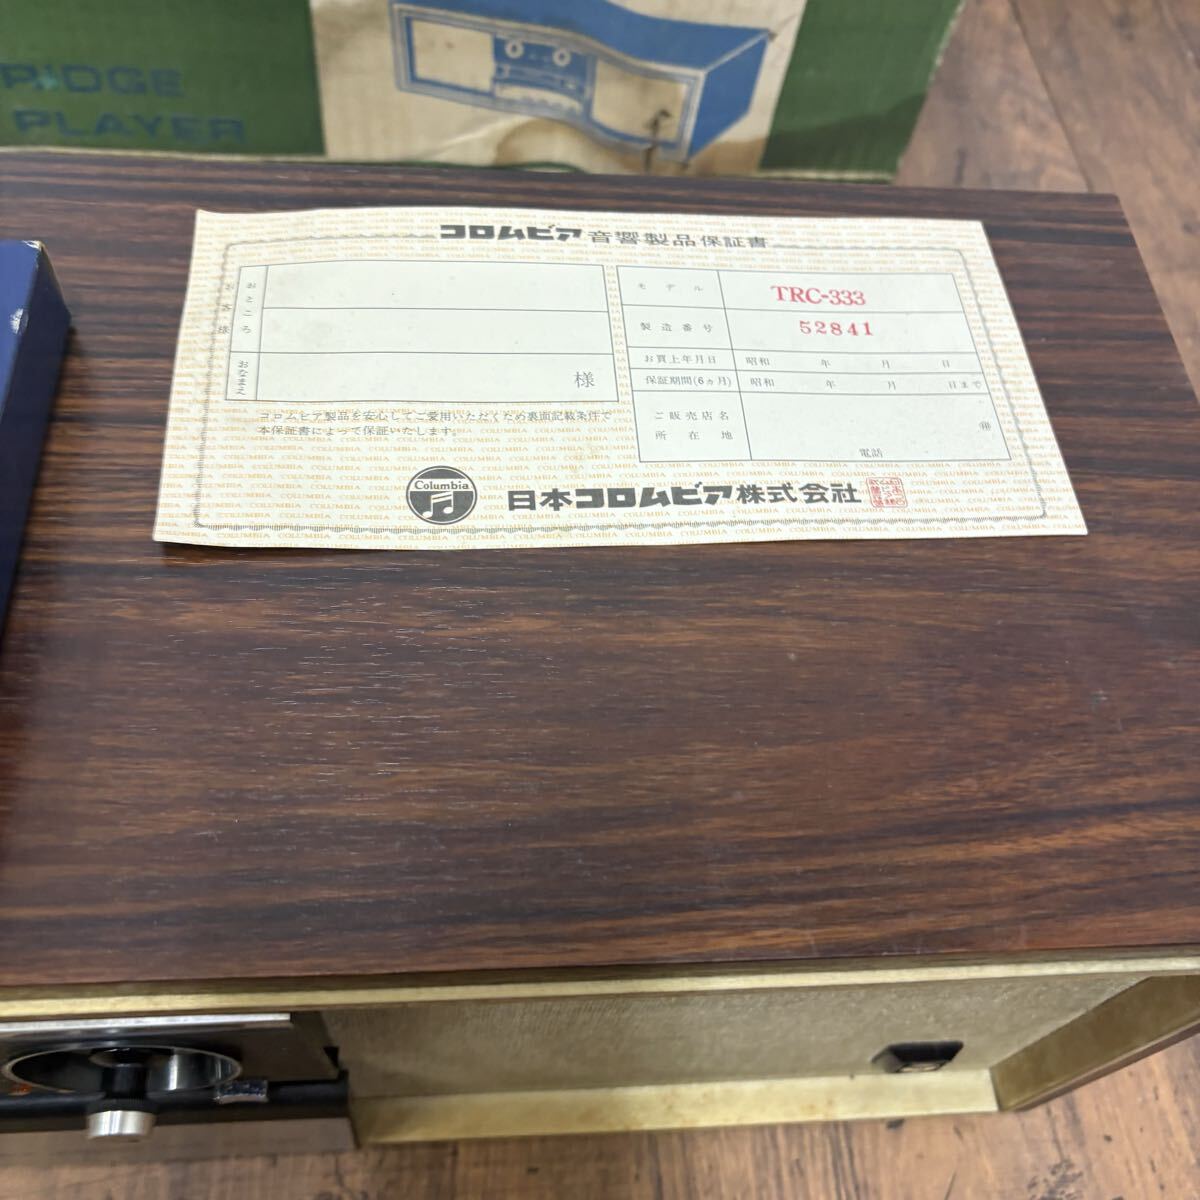 PLAYER
コロムビア音響製品保証書
お客様
おところ
おなまえ
様
モデル TRC-333
製造番号 52841
お買上年月日 昭和 年 月 日
保証期間(6ヵ月) 昭和 年 月 日まで
ご販売店名
所在地
㊞
電話
コロムビア製品を安心してご愛用いただくため裏面記載条件で
本保証書によって保証いたします。
Columbia
日本コロムビア株式会社